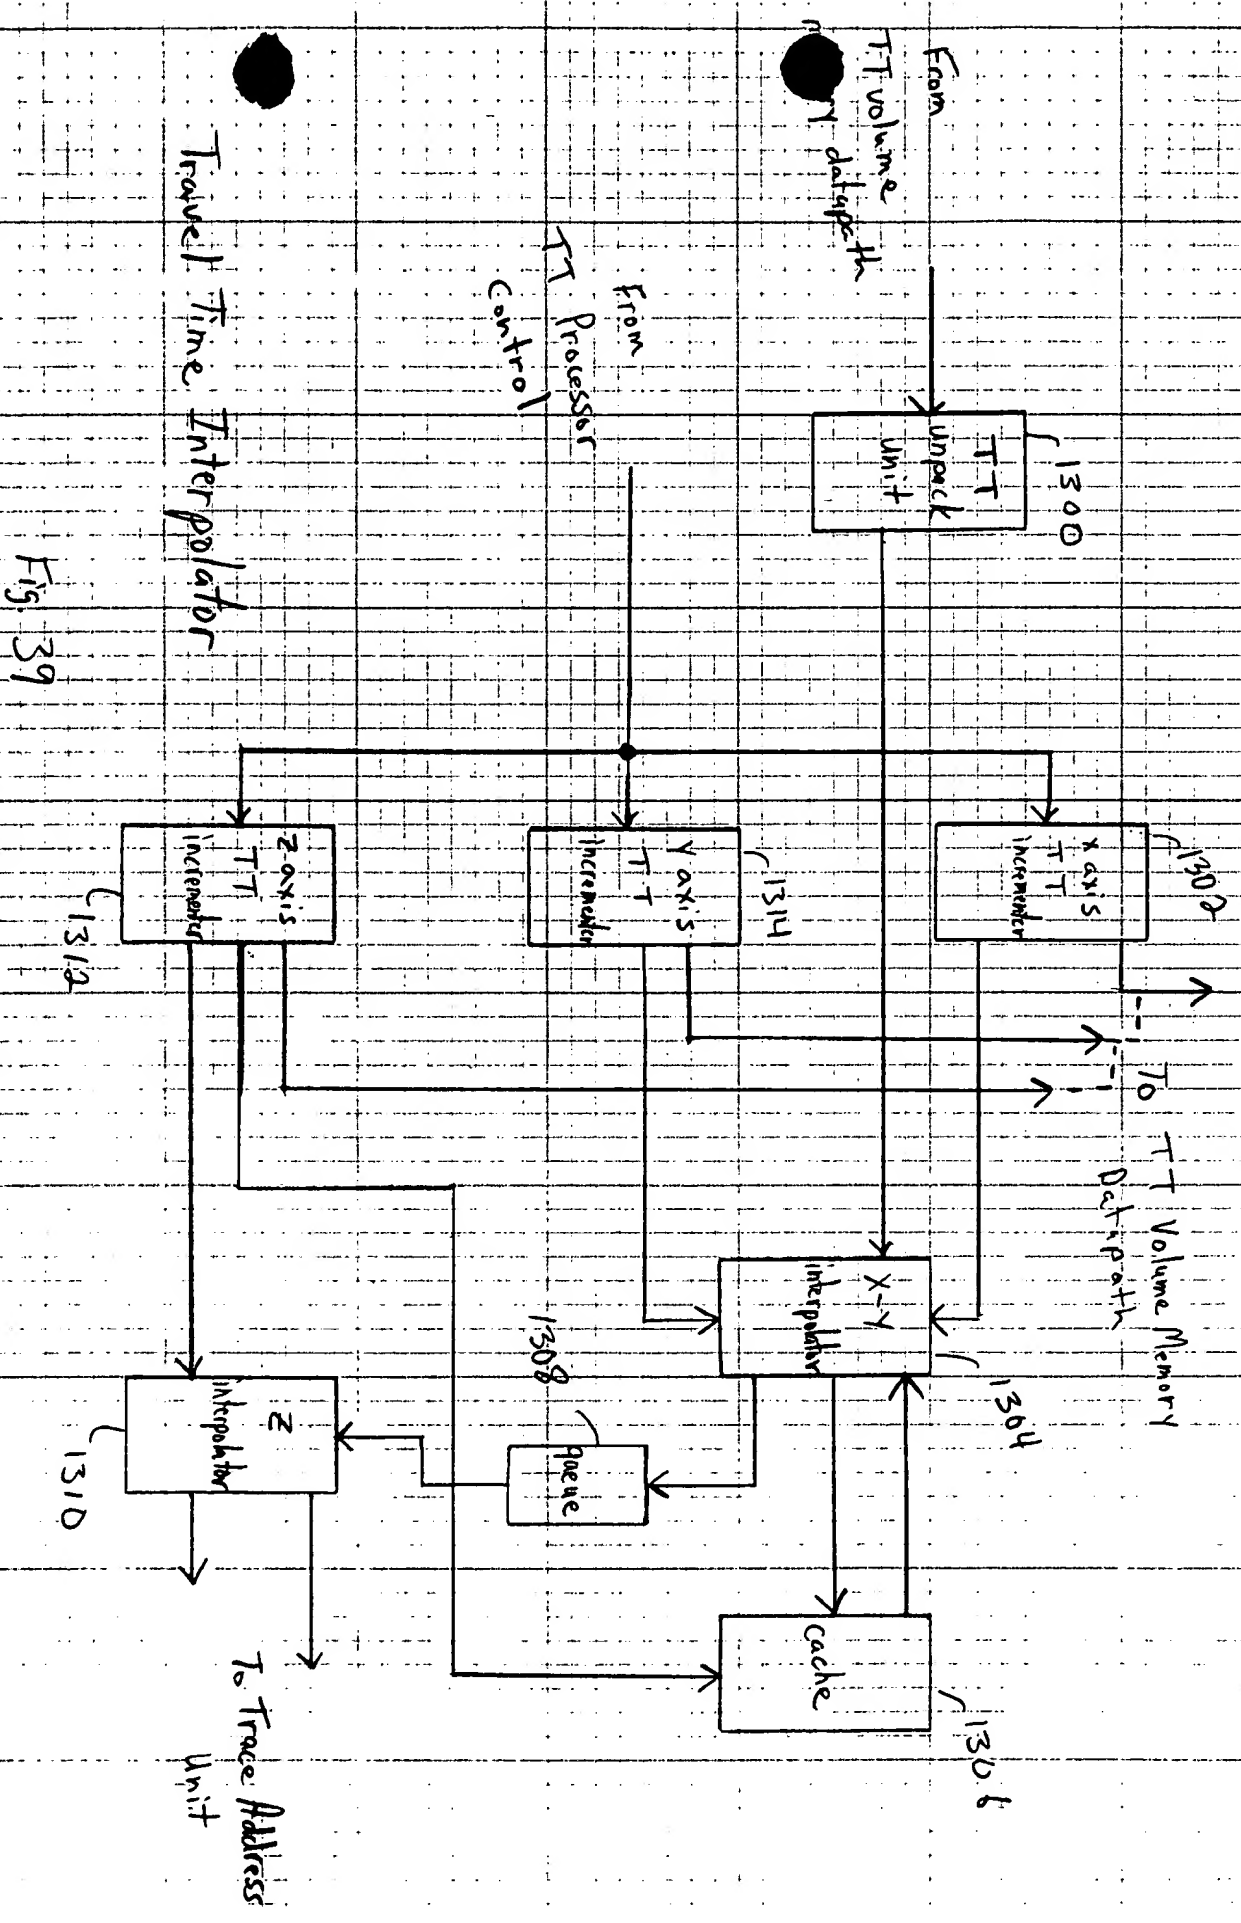 From
TT volume
ry datapath
1300
TT
unpack
unit
From
TT Processor
Control
1302
x axis
TT
incrementer
1314
Y axis
TT
incrementer
Z axis
TT
incrementer
1312
To TT Volume Memory
Datapath
1304
X-Y
interpolator
1308
queue
Z
interpolator
1310
1306
cache
To Trace Address
Unit
Travel Time Interpolator
Fig. 39